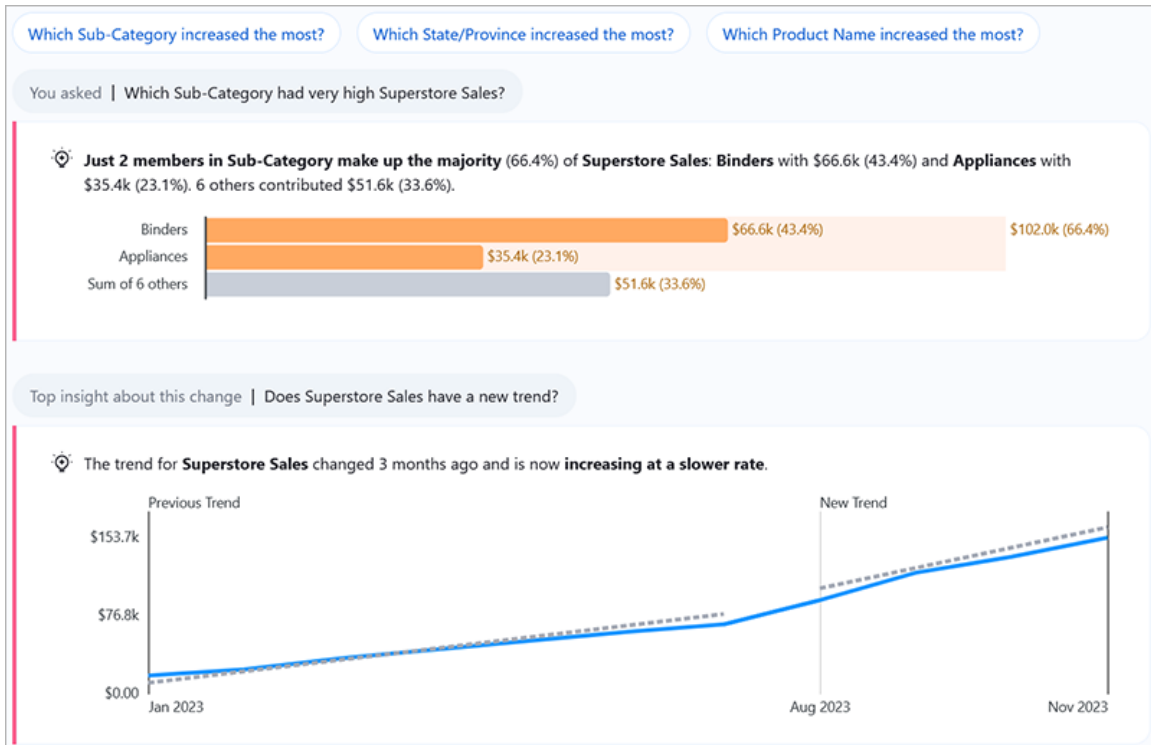 Which Sub-Category increased the most? Which State/Province increased the most? Which Product Name increased the most?
You asked | Which Sub-Category had very high Superstore Sales?
Just 2 members in Sub-Category make up the majority (66.4%) of Superstore Sales: Binders with $66.6k (43.4%) and Appliances with
$35.4k (23.1%). 6 others contributed $51.6k (33.6%).
Binders $66.6k (43.4%) $102.0k (66.4%)
Appliances $35.4k (23.1%)
Sum of 6 others $51.6k (33.6%)
Top insight about this change | Does Superstore Sales have a new trend?
The trend for Superstore Sales changed 3 months ago and is now increasing at a slower rate.
Previous Trend New Trend
$153.7k
$76.8k
$0.00
Jan 2023 Aug 2023 Nov 2023